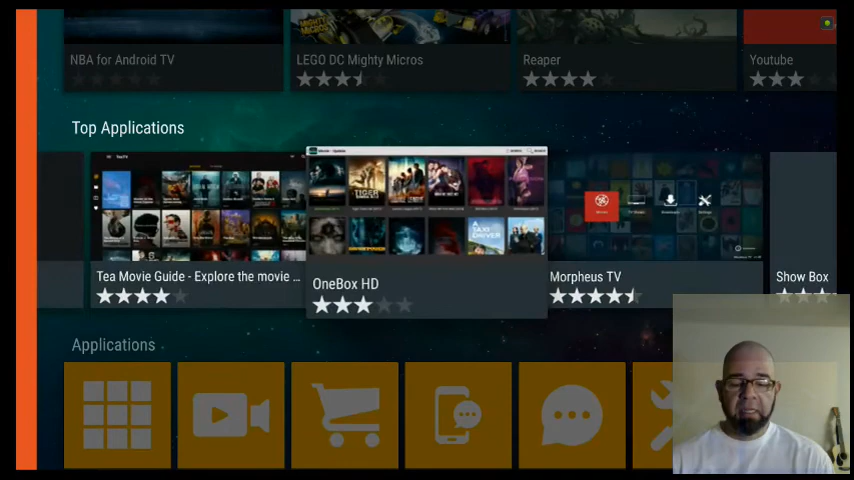 NBA for Android TV
LEGO DC Mighty Micros
Reaper
Youtube
Top Applications
Tea Movie Guide - Explore the movie ...
OneBox HD
Morpheus TV
Show Box
Applications